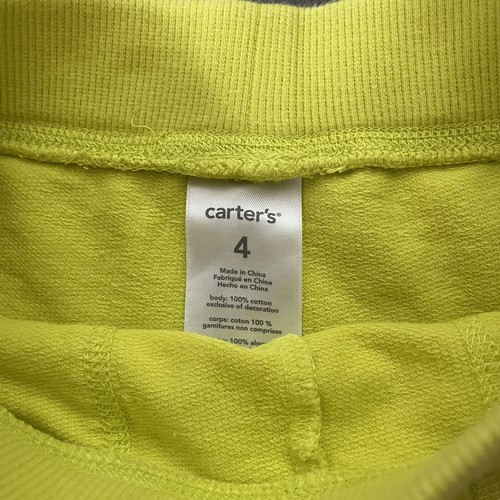 carter's®
4
Made in China
Fabriqué en Chine
Hecho en China
body: 100% cotton
exclusive of decoration
corps: coton 100 %
garnitures non comprises
100%